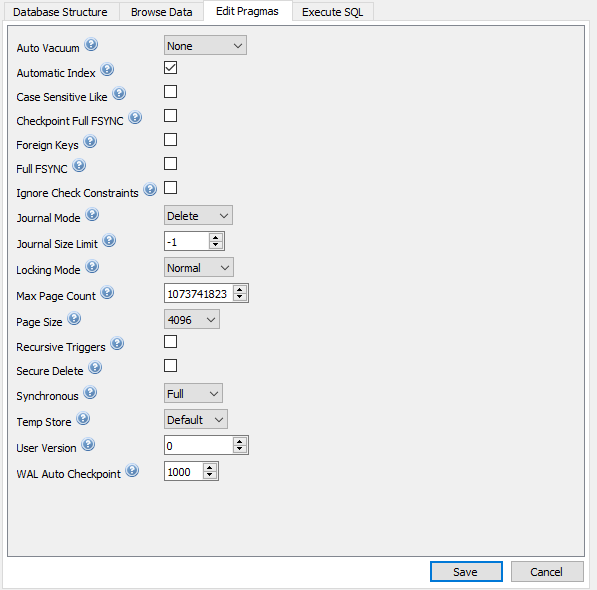 Database Structure Browse Data Edit Pragmas Execute SQL
Auto Vacuum ? None
Automatic Index ?
Case Sensitive Like ?
Checkpoint Full FSYNC ?
Foreign Keys ?
Full FSYNC ?
Ignore Check Constraints ?
Journal Mode ? Delete
Journal Size Limit ? -1
Locking Mode ? Normal
Max Page Count ? 1073741823
Page Size ? 4096
Recursive Triggers ?
Secure Delete ?
Synchronous ? Full
Temp Store ? Default
User Version ? 0
WAL Auto Checkpoint ? 1000
Save Cancel